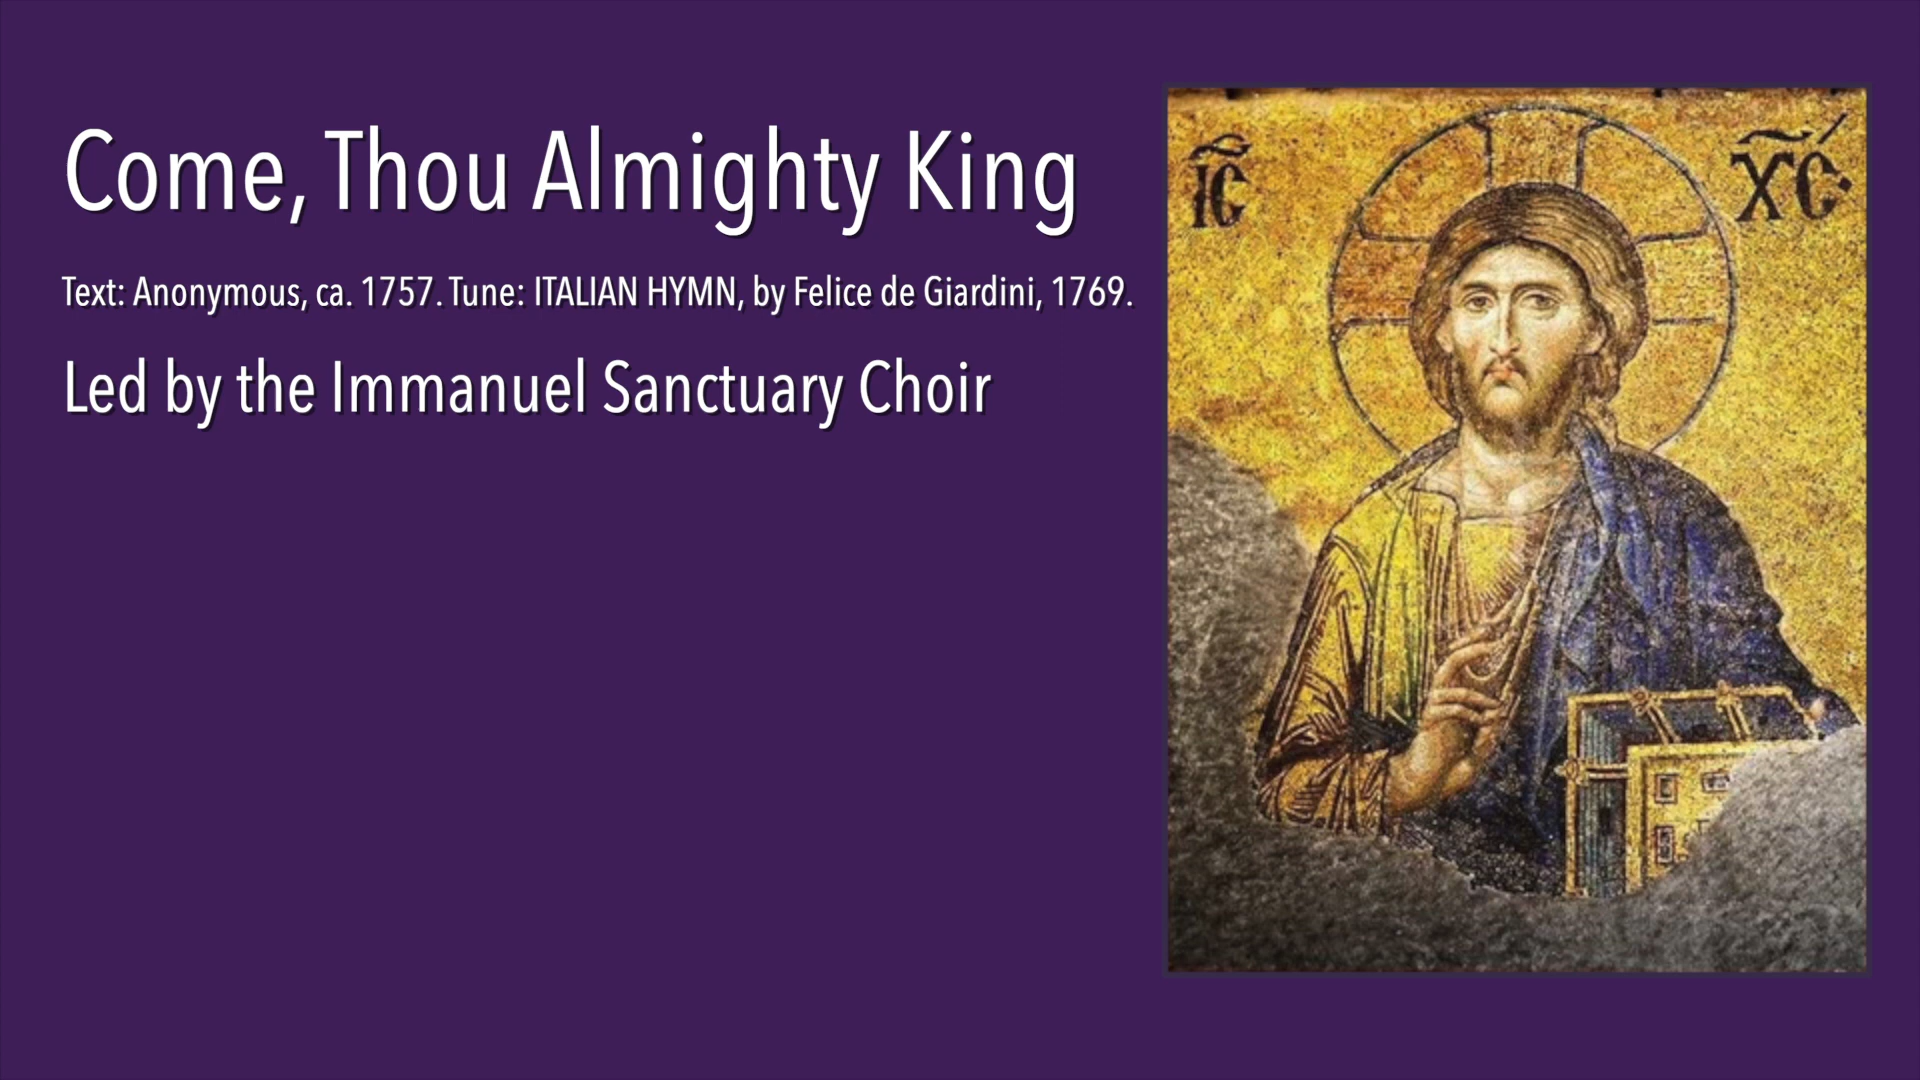 Come, Thou Almighty King
Text: Anonymous, ca. 1757. Tune: ITALIAN HYMN, by Felice de Giardini, 1769.
Led by the Immanuel Sanctuary Choir
IC XC